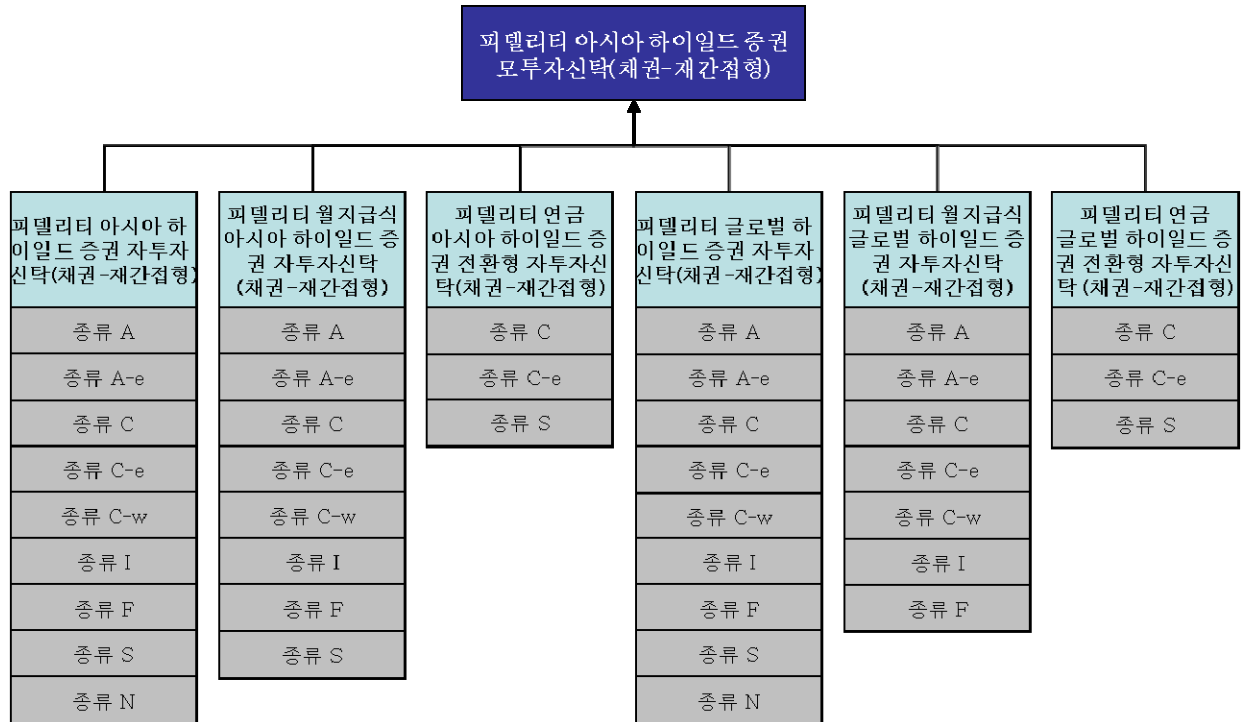 피델리티 아시아 하이일드 증권
모투자신탁(채권-재간접형)
피델리티 아시아 하
이일드 증권 자투자
신탁(채권-재간접형)
종류 A
종류 A-e
종류 C
종류 C-e
종류 C-w
종류 I
종류 F
종류 S
종류 N
피델리티 월지급식
아시아 하이일드 증
권 자투자신탁
(채권-재간접형)
종류 A
종류 A-e
종류 C
종류 C-e
종류 C-w
종류 I
종류 F
종류 S
피델리티 연금
아시아 하이일드 증
권 전환형 자투자신
탁(채권-재간접형)
종류 C
종류 C-e
종류 S
피델리티 글로벌 하
이일드 증권 자투자
신탁(채권-재간접형)
종류 A
종류 A-e
종류 C
종류 C-e
종류 C-w
종류 I
종류 F
종류 S
종류 N
피델리티 월지급식
글로벌 하이일드 증
권 자투자신탁
(채권-재간접형)
종류 A
종류 A-e
종류 C
종류 C-e
종류 C-w
종류 I
종류 F
피델리티 연금
글로벌 하이일드 증
권 전환형 자투자신
탁 (채권-재간접형)
종류 C
종류 C-e
종류 S